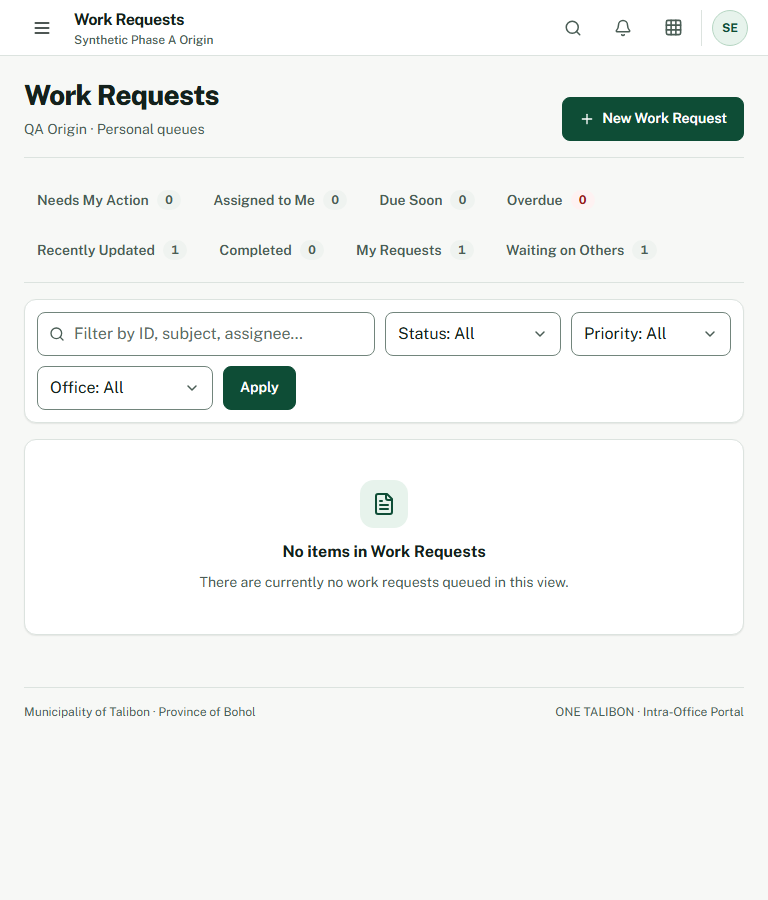 Work Requests
Synthetic Phase A Origin
SE
Work Requests
QA Origin · Personal queues
New Work Request
Needs My Action 0 Assigned to Me 0 Due Soon 0 Overdue 0
Recently Updated 1 Completed 0 My Requests 1 Waiting on Others 1
Filter by ID, subject, assignee... Status: All Priority: All
Office: All Apply
No items in Work Requests
There are currently no work requests queued in this view.
Municipality of Talibon · Province of Bohol ONE TALIBON · Intra-Office Portal